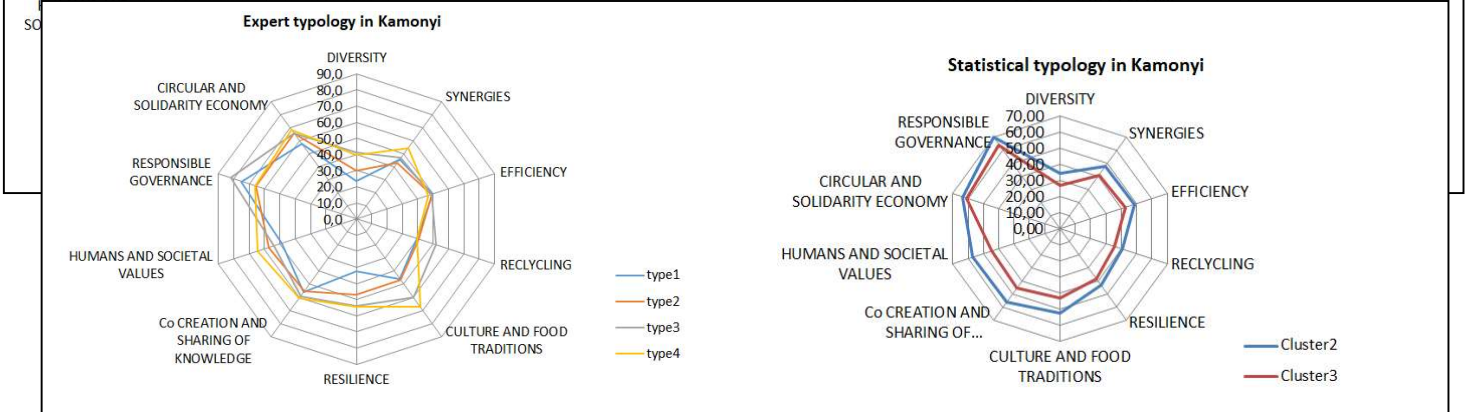 SO
Expert typology in Kamonyi
DIVERSITY
90,0
80,0
70,0
60,0
50,0
40,0
30,0
20,0
10,0
0,0
SYNERGIES
EFFICIENCY
RECLYCLING
CULTURE AND FOOD
TRADITIONS
RESILIENCE
Co CREATION AND
SHARING OF
KNOWLEDGE
HUMANS AND SOCIETAL
VALUES
RESPONSIBLE
GOVERNANCE
CIRCULAR AND
SOLIDARITY ECONOMY
type1
type2
type3
type4
Statistical typology in Kamonyi
DIVERSITY
70,00
60,00
50,00
40,00
30,00
20,00
10,00
0,00
SYNERGIES
EFFICIENCY
RECLYCLING
RESILIENCE
CULTURE AND FOOD
TRADITIONS
Co CREATION AND
SHARING OF...
HUMANS AND SOCIETAL
VALUES
CIRCULAR AND
SOLIDARITY ECONOMY
RESPONSIBLE
GOVERNANCE
Cluster2
Cluster3